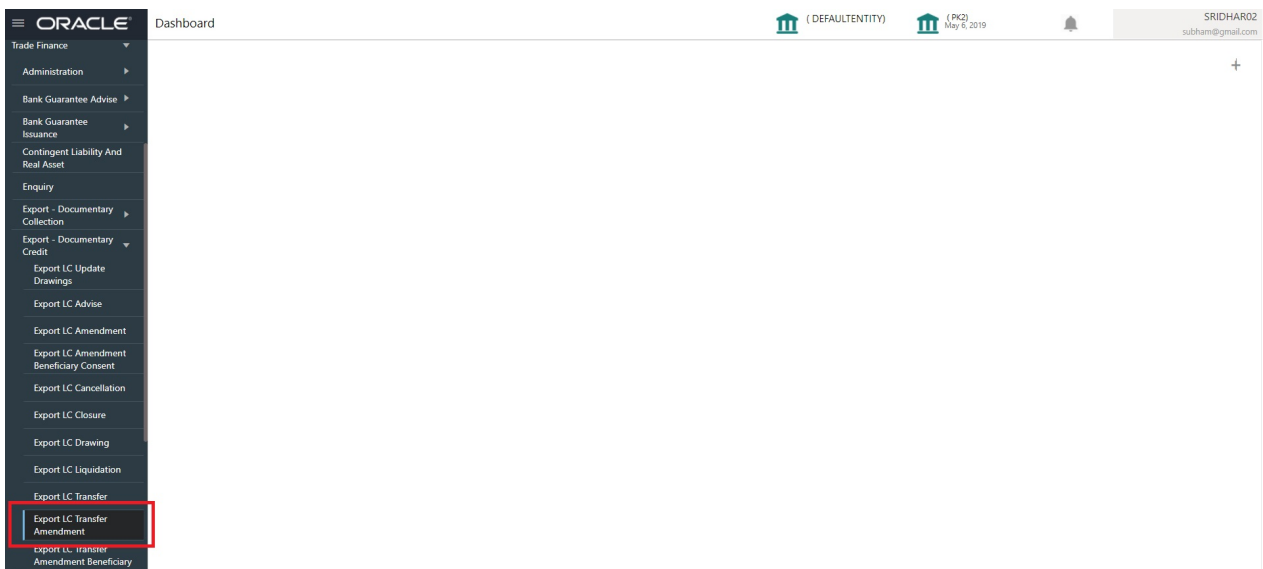 ORACLE
Dashboard
( DEFAULTENTITY)
( PK2)
May 6, 2019
SRIDHAR02
subham@gmail.com
Trade Finance
Administration
Bank Guarantee Advise
Bank Guarantee
Issuance
Contingent Liability And
Real Asset
Enquiry
Export - Documentary
Collection
Export - Documentary
Credit
Export LC Update
Drawings
Export LC Advise
Export LC Amendment
Export LC Amendment
Beneficiary Consent
Export LC Cancellation
Export LC Closure
Export LC Drawing
Export LC Liquidation
Export LC Transfer
Export LC Transfer
Amendment
Export LC Transfer
Amendment Beneficiary